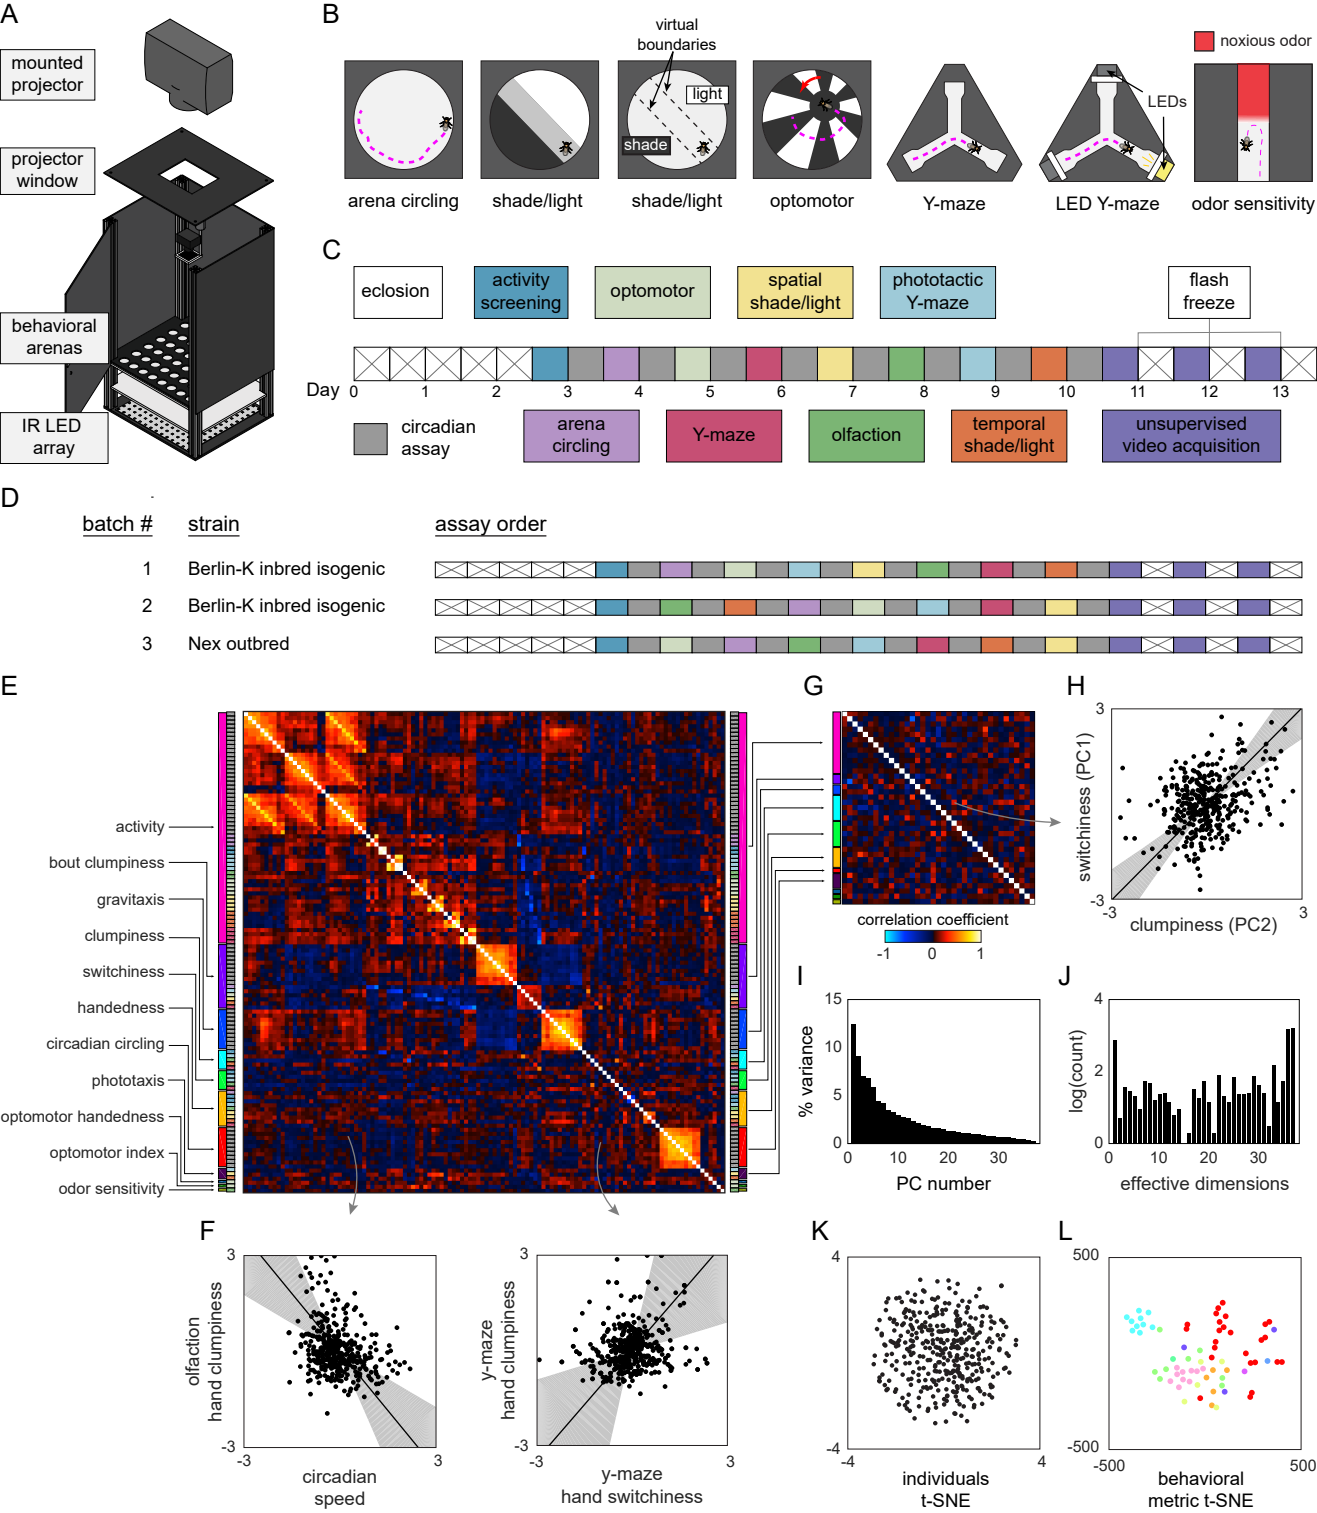 A
mounted
projector
projector
window
behavioral
arenas
IR LED
array
B
virtual
boundaries
light
shade
LEDs
noxious odor
arena circling
shade/light
shade/light
optomotor
Y-maze
LED Y-maze
odor sensitivity
C
eclosion
activity
screening
optomotor
spatial
shade/light
phototactic
Y-maze
flash
freeze
Day
0 1 2 3 4 5 6 7 8 9 10 11 12 13
circadian
assay
arena
circling
Y-maze
olfaction
temporal
shade/light
unsupervised
video acquisition
D
batch # strain assay order
1 Berlin-K inbred isogenic
2 Berlin-K inbred isogenic
3 Nex outbred
E
activity
bout clumpiness
gravitaxis
clumpiness
switchiness
handedness
circadian circling
phototaxis
optomotor handedness
optomotor index
odor sensitivity
F
3
-3
olfaction
hand clumpiness
-3 3
circadian
speed
3
-3
y-maze
hand clumpiness
-3 3
y-maze
hand switchiness
G
correlation coefficient
-1 0 1
H
3
-3
switchiness (PC1)
-3 3
clumpiness (PC2)
I
15
10
5
0
% variance
0 10 20 30
PC number
J
4
2
0
log(count)
0 10 20 30
effective dimensions
K
4
-4
-4 4
individuals
t-SNE
L
500
-500
-500 500
behavioral
metric t-SNE